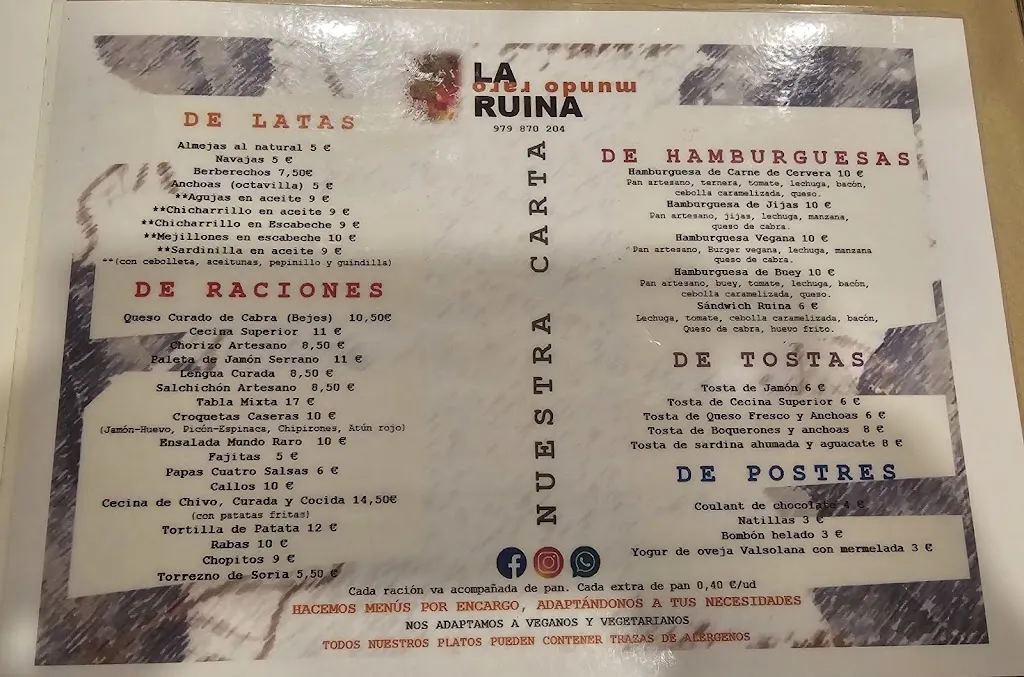 LA
mundo raro
RUINA
979 870 204
NUESTRA CARTA
DE LATAS
Almejas al natural 5 €
Navajas 5 €
Berberechos 7,50€
Anchoas (octavilla) 5 €
**Agujas en aceite 9 €
**Chicharrillo en aceite 9 €
**Chicharrillo en Escabeche 9 €
**Mejillones en escabeche 10 €
**Sardinilla en aceite 9 €
**(con cebolleta, aceitunas, pepinillo y guindilla)
DE RACIONES
Queso Curado de Cabra (Bejes) 10,50€
Cecina Superior 11 €
Chorizo Artesano 8,50 €
Paleta de Jamón Serrano 11 €
Lengua Curada 8,50 €
Salchichón Artesano 8,50 €
Tabla Mixta 17 €
Croquetas Caseras 10 €
(Jamón-Huevo, Picón-Espinaca, Chipirones, Atún rojo)
Ensalada Mundo Raro 10 €
Fajitas 5 €
Papas Cuatro Salsas 6 €
Callos 10 €
Cecina de Chivo, Curada y Cocida 14,50€
(con patatas fritas)
Tortilla de Patata 12 €
Rabas 10 €
Chopitos 9 €
Torrezno de Soria 5,50 €
DE HAMBURGUESAS
Hamburguesa de Carne de Cervera 10 €
Pan artesano, ternera, tomate, lechuga, bacón,
cebolla caramelizada, queso.
Hamburguesa de Jijas 10 €
Pan artesano, jijas, lechuga, manzana,
queso de cabra.
Hamburguesa Vegana 10 €
Pan artesano, Burger vegana, lechuga, manzana
queso de cabra.
Hamburguesa de Buey 10 €
Pan artesano, buey, tomate, lechuga, bacón,
cebolla caramelizada, queso.
Sándwich Ruina 6 €
Lechuga, tomate, cebolla caramelizada, bacón,
Queso de cabra, huevo frito.
DE TOSTAS
Tosta de Jamón 6 €
Tosta de Cecina Superior 6 €
Tosta de Queso Fresco y Anchoas 6 €
Tosta de Boquerones y anchoas 8 €
Tosta de sardina ahumada y aguacate 8 €
DE POSTRES
Coulant de chocolate 4 €
Natillas 3 €
Bombón helado 3 €
Yogur de oveja Valsolana con mermelada 3 €
Cada ración va acompañada de pan. Cada extra de pan 0,40 €/ud
HACEMOS MENÚS POR ENCARGO, ADAPTÁNDONOS A TUS NECESIDADES
NOS ADAPTAMOS A VEGANOS Y VEGETARIANOS
TODOS NUESTROS PLATOS PUEDEN CONTENER TRAZAS DE ALERGENOS